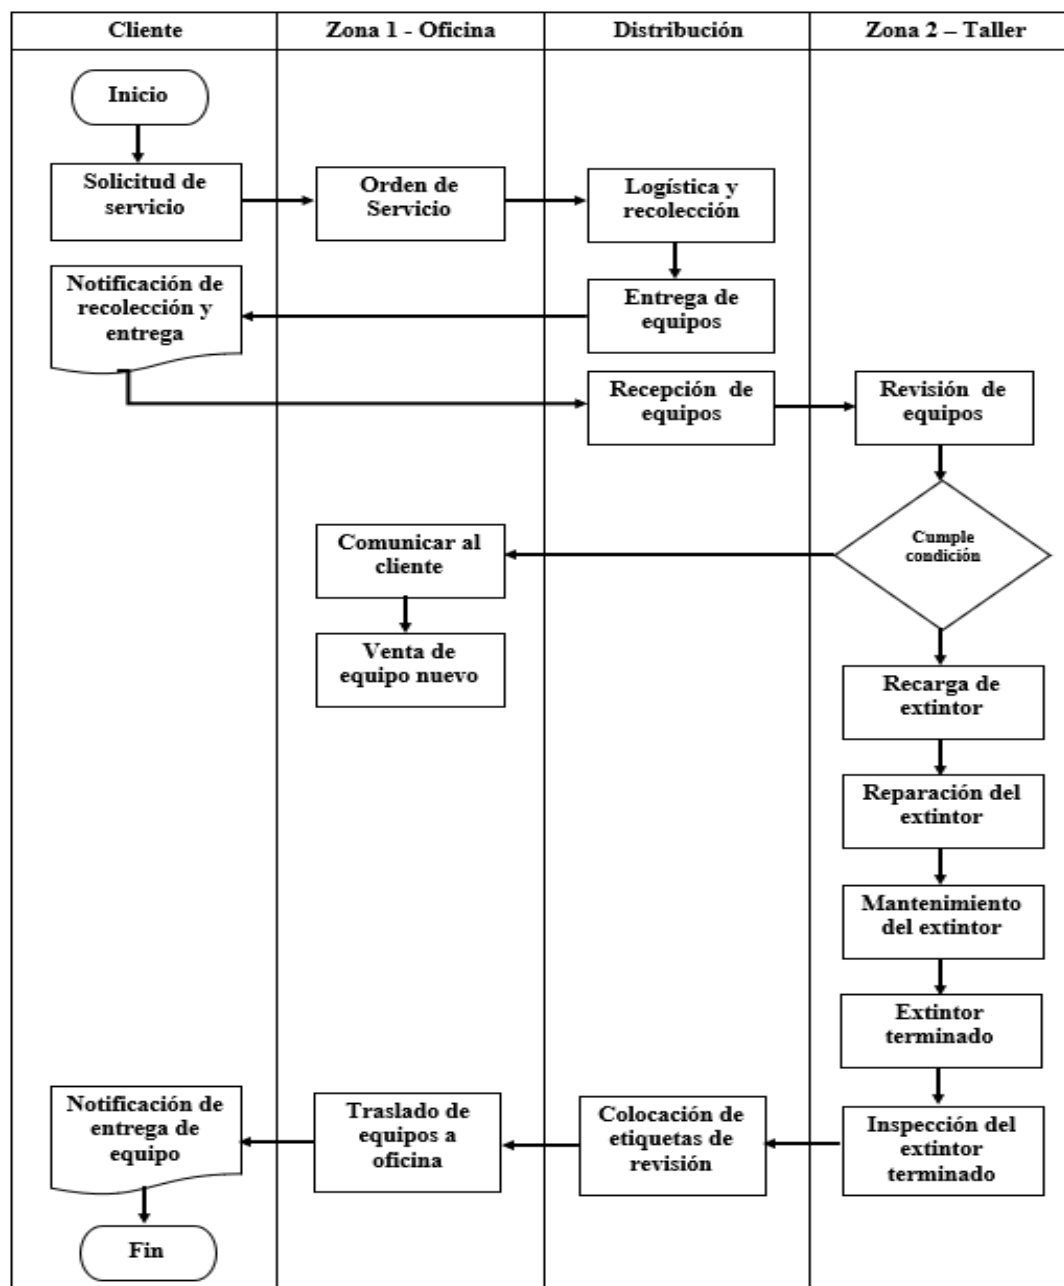 Cliente
Zona 1 - Oficina
Distribución
Zona 2 – Taller
Inicio
Solicitud de
servicio
Orden de
Servicio
Logística y
recolección
Notificación de
recolección y
entrega
Entrega de
equipos
Recepción de
equipos
Revisión de
equipos
Cumple
condición
Comunicar al
cliente
Venta de
equipo nuevo
Recarga de
extintor
Reparación del
extintor
Mantenimiento
del extintor
Extintor
terminado
Inspección del
extintor
terminado
Colocación de
etiquetas de
revisión
Traslado de
equipos a
oficina
Notificación de
entrega de
equipo
Fin